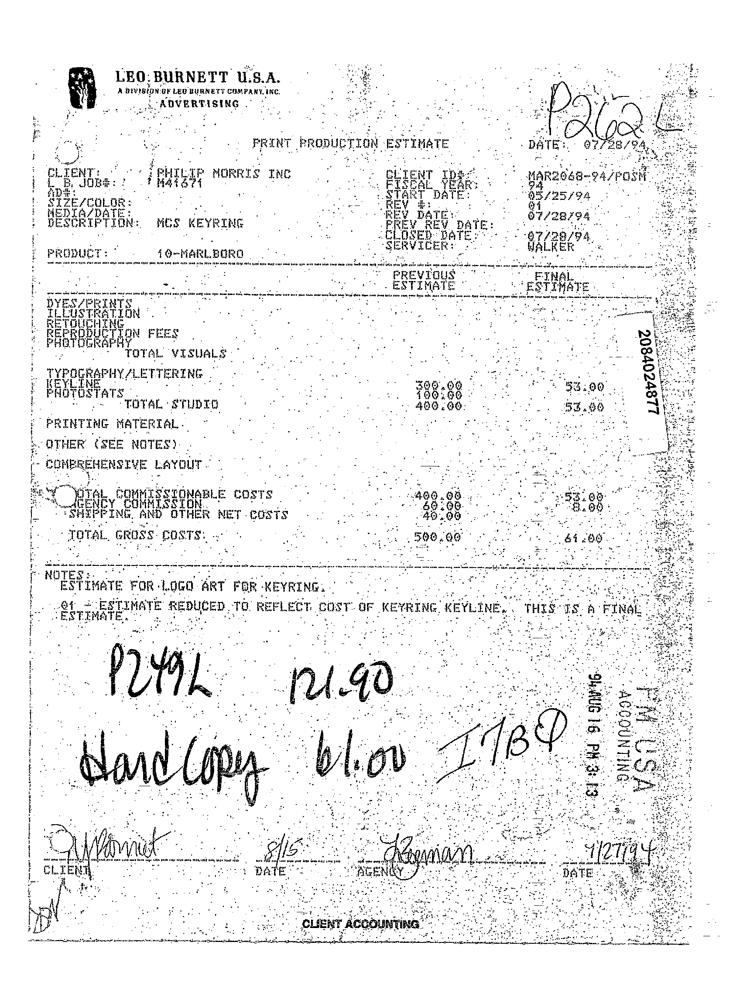 LEO BURNETT U.S.A.
A DIVISION OF LEO BURNETT COMPANY, INC.
ADVERTISING
P262L
PRINT PRODUCTION ESTIMATE DATE: 07/28/94
CLIENT: PHILIP MORRIS INC CLIENT ID#: MAR2068-94/POSM
L B JOB#: M41671 FISCAL YEAR: 94
AD#: START DATE: 05/25/94
SIZE/COLOR: REV #: 01
MEDIA/DATE: REV DATE: 07/28/94
DESCRIPTION: MCS KEYRING PREV REV DATE:
CLOSED DATE: 07/28/94
SERVICER: WALKER
PRODUCT: 10-MARLBORO
PREVIOUS FINAL
ESTIMATE ESTIMATE
DYES/PRINTS
ILLUSTRATION
RETOUCHING
REPRODUCTION FEES
PHOTOGRAPHY
TOTAL VISUALS
TYPOGRAPHY/LETTERING
KEYLINE 300.00 53.00
PHOTOSTATS 100.00
TOTAL STUDIO 400.00 53.00
PRINTING MATERIAL
OTHER (SEE NOTES)
COMPREHENSIVE LAYOUT
TOTAL COMMISSIONABLE COSTS 400.00 53.00
AGENCY COMMISSION 60.00 8.00
SHIPPING AND OTHER NET COSTS 40.00
TOTAL GROSS COSTS: 500.00 61.00
2084024877
NOTES:
ESTIMATE FOR LOGO ART FOR KEYRING.
01 - ESTIMATE REDUCED TO REFLECT COST OF KEYRING KEYLINE. THIS IS A FINAL
ESTIMATE.
P249L 121.90
Hard Copy 61.00
94 AUG 16 PM 3:13
PM USA
ACCOUNTING
8/15 7/27/94
CLIENT DATE AGENCY DATE
CLIENT ACCOUNTING